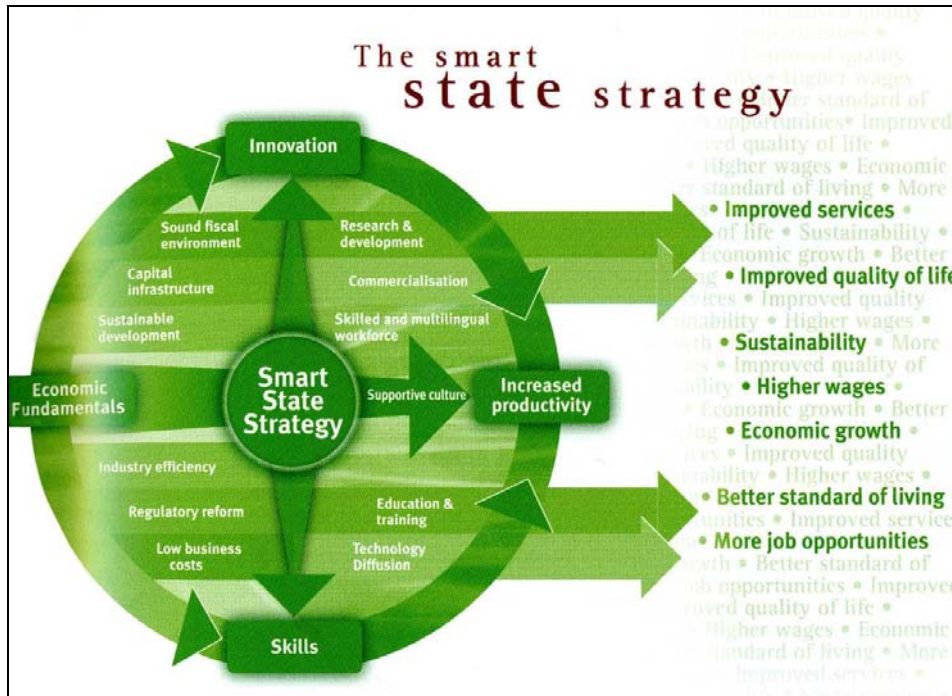 The smart
state strategy
Innovation
Sound fiscal
environment
Research &
development
Capital
infrastructure
Commercialisation
Sustainable
development
Skilled and multilingual
workforce
Economic
Fundamentals
Smart
State
Strategy
Supportive culture
Increased
productivity
Industry efficiency
Regulatory reform
Education &
training
Low business
costs
Technology
Diffusion
Skills
• Improved services
• Improved quality of life
• Sustainability
• Higher wages
• Economic growth
• Better standard of living
• More job opportunities